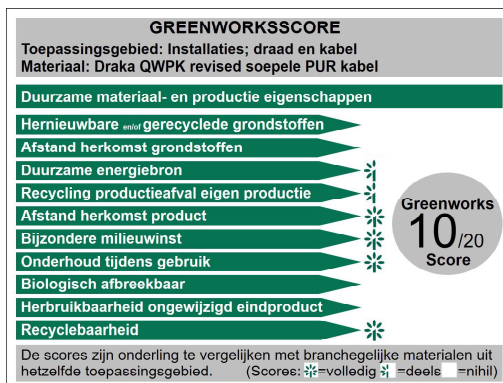 GREENWORKSSCORE
Toepassingsgebied: Installaties; draad en kabel
Materiaal: Draka QWPK revised soepele PUR kabel
Duurzame materiaal- en productie eigenschappen
Hernieuwbare en/of gerecyclede grondstoffen
Afstand herkomst grondstoffen
Duurzame energiebron
Recycling productieafval eigen productie
Afstand herkomst product
Bijzondere milieuwinst
Onderhoud tijdens gebruik
Biologisch afbreekbaar
Herbruikbaarheid ongewijzigd eindproduct
Recyclebaarheid
Greenworks
10/20
Score
De scores zijn onderling te vergelijken met branchegelijke materialen uit
hetzelfde toepassingsgebied. (Scores: =volledig =deels =nihil)